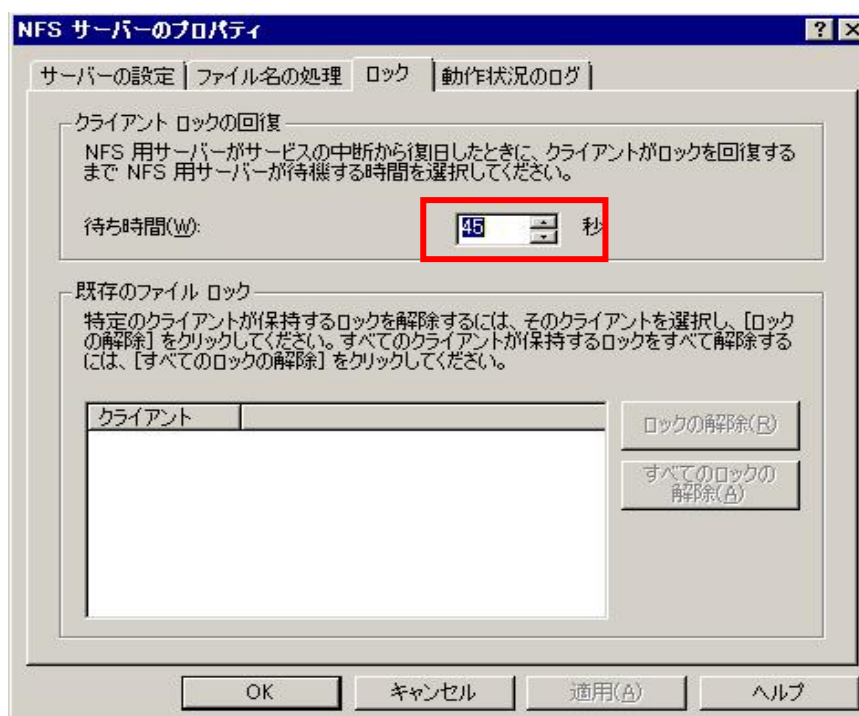 NFS サーバーのプロパティ
サーバーの設定 ファイル名の処理 ロック 動作状況のログ
クライアント ロックの回復
NFS 用サーバーがサービスの中断から復旧したときに、クライアントがロックを回復する
まで NFS 用サーバーが待機する時間を選択してください。
待ち時間(W): 45 秒
既存のファイル ロック
特定のクライアントが保持するロックを解除するには、そのクライアントを選択し、[ロック
の解除] をクリックしてください。すべてのクライアントが保持するロックをすべて解除する
には、[すべてのロックの解除] をクリックしてください。
クライアント
ロックの解除(R)
すべてのロックの
解除(A)
OK キャンセル 適用(A) ヘルプ